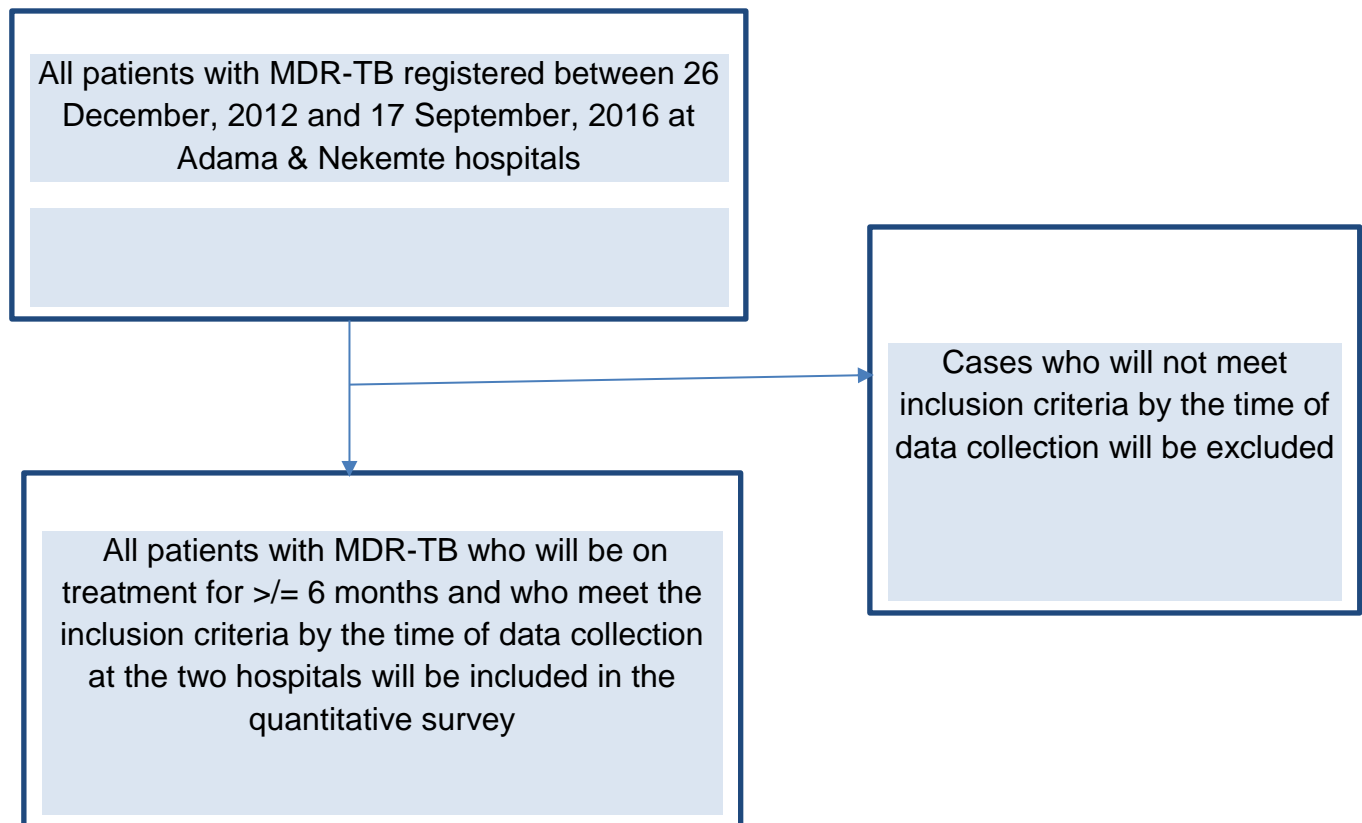 All patients with MDR-TB registered between 26
December, 2012 and 17 September, 2016 at
Adama & Nekemte hospitals
Cases who will not meet
inclusion criteria by the time of
data collection will be excluded
All patients with MDR-TB who will be on
treatment for >/= 6 months and who meet the
inclusion criteria by the time of data collection
at the two hospitals will be included in the
quantitative survey